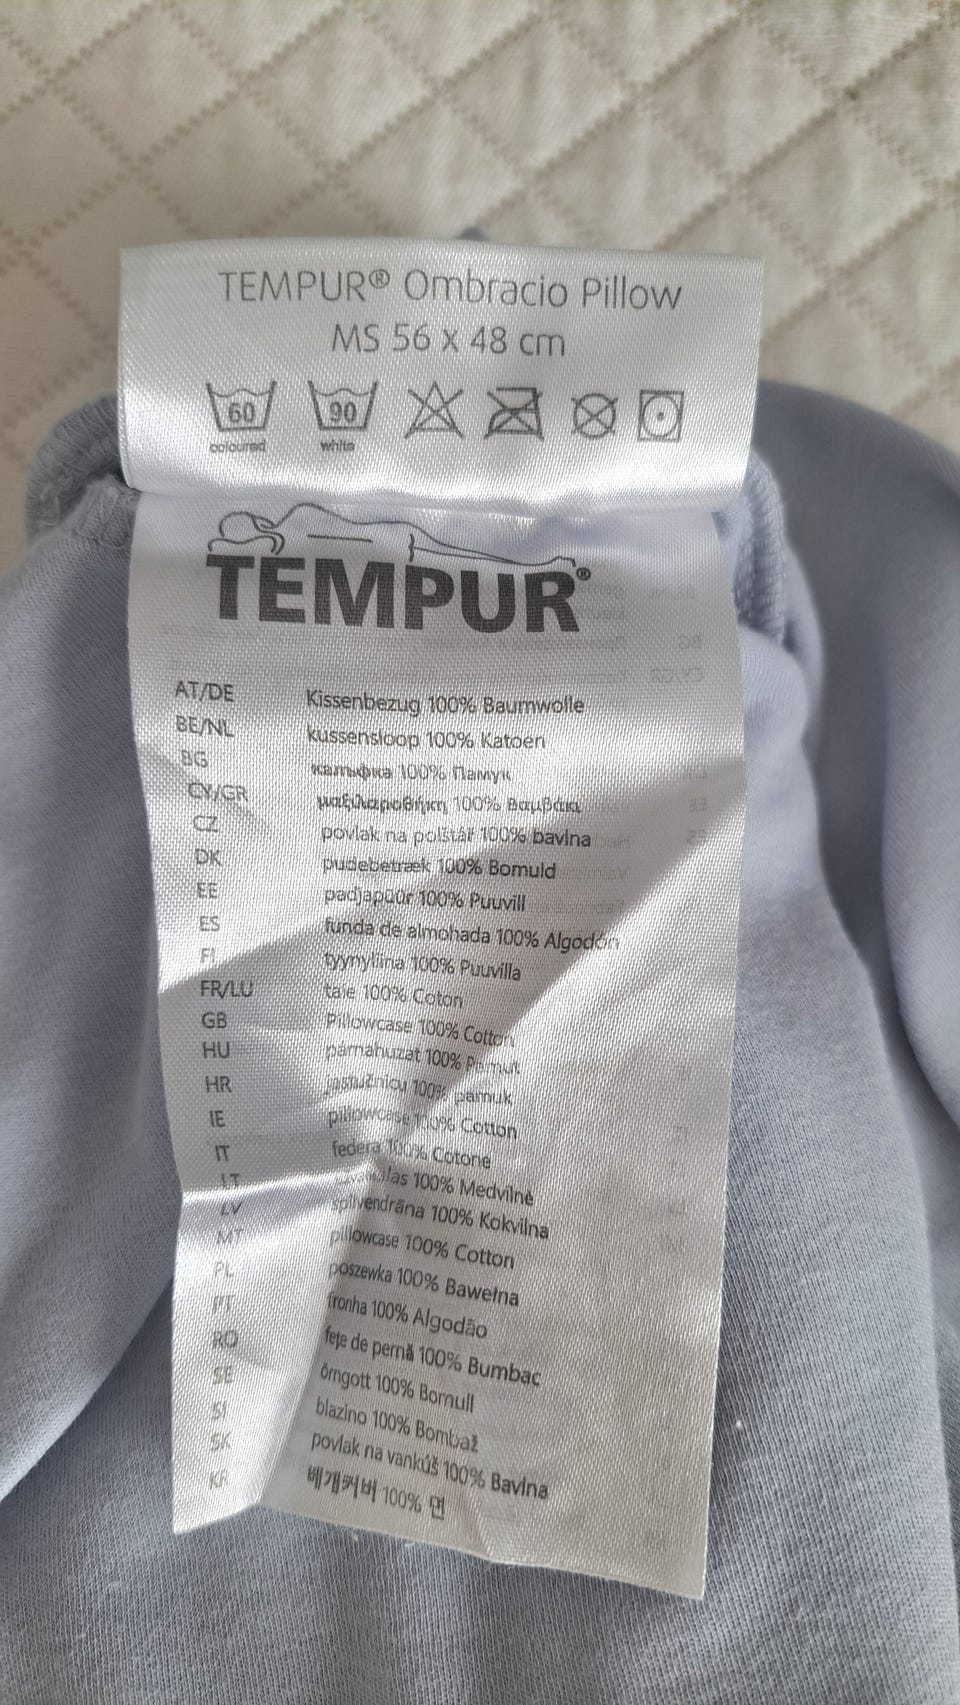 TEMPUR® Ombracio Pillow
MS 56 x 48 cm
60 90
coloured white
TEMPUR®
AT/DE Kissenbezug 100% Baumwolle
BE/NL kussensloop 100% Katoen
BG калъфка 100% Памук
CY/GR μαξιλαροθήκη 100% Βαμβάκι
CZ povlak na polštář 100% bavlna
DK pudebetræk 100% Bomuld
EE padjapüür 100% Puuvill
ES funda de almohada 100% Algodón
FI tyynyliina 100% Puuvilla
FR/LU taie 100% Coton
GB Pillowcase 100% Cotton
HU párnahuzat 100% Pamut
HR jastučnicu 100% pamuk
IE pillowcase 100% Cotton
IT federa 100% Cotone
LT 100% Medvilnė
LV spilvendrāna 100% Kokvilna
MT pillowcase 100% Cotton
PL poszewka 100% Bawełna
PT fronha 100% Algodão
RO fețe de pernă 100% Bumbac
SE örngott 100% Bomull
SI blazino 100% Bombaž
SK povlak na vankúš 100% Bavlna
KR 베개커버 100% 면